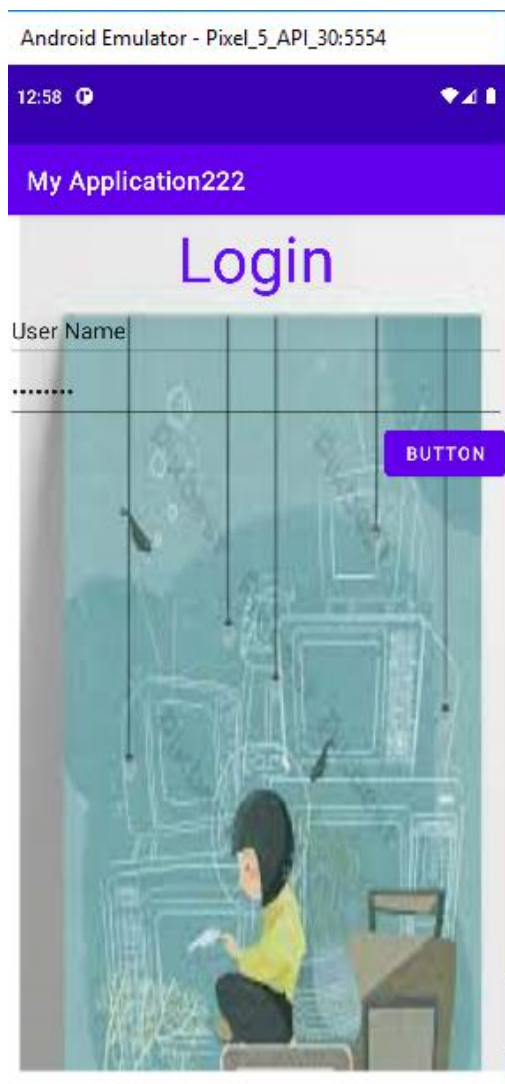 Android Emulator - Pixel_5_API_30:5554
12:58
My Application222
Login
User Name
........
BUTTON